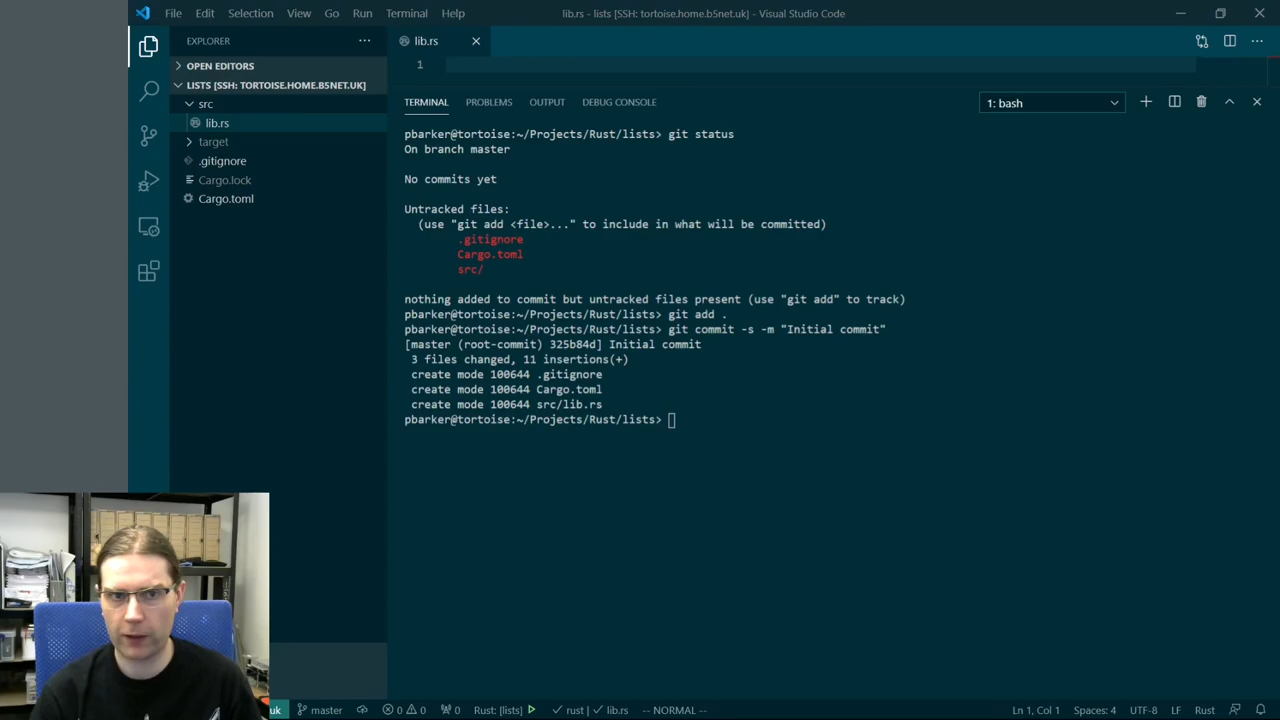 File Edit Selection View Go Run Terminal Help
lib.rs - lists [SSH: tortoise.home.b5net.uk] - Visual Studio Code
EXPLORER
OPEN EDITORS
LISTS [SSH: TORTOISE.HOME.B5NET.UK]
src
lib.rs
target
.gitignore
Cargo.lock
Cargo.toml
lib.rs
1
TERMINAL PROBLEMS OUTPUT DEBUG CONSOLE
1: bash
pbarker@tortoise:~/Projects/Rust/lists> git status
On branch master
No commits yet
Untracked files:
(use "git add <file>..." to include in what will be committed)
.gitignore
Cargo.toml
src/
nothing added to commit but untracked files present (use "git add" to track)
pbarker@tortoise:~/Projects/Rust/lists> git add .
pbarker@tortoise:~/Projects/Rust/lists> git commit -s -m "Initial commit"
[master (root-commit) 325b84d] Initial commit
3 files changed, 11 insertions(+)
create mode 100644 .gitignore
create mode 100644 Cargo.toml
create mode 100644 src/lib.rs
pbarker@tortoise:~/Projects/Rust/lists>
uk master 0 0 0 Rust: [lists] rust | lib.rs -- NORMAL -- Ln 1, Col 1 Spaces: 4 UTF-8 LF Rust